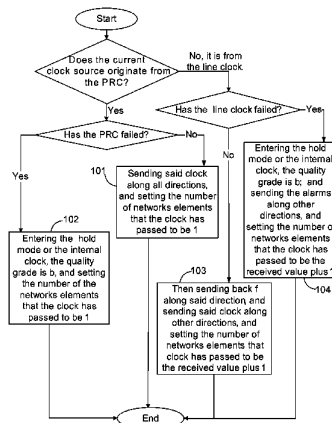 Start
Does the current
clock source originate from
the PRC?
No, it is from
the line clock.
Yes
Has the PRC failed?
No
Yes
Has the line clock failed?
Yes
No
101
Sending said clock
along all directions,
and setting the number
of networks elements
that the clock has
passed to be 1
102
Entering the hold
mode or the internal
clock, the quality
grade is b, and setting
the number of the
networks elements
that the clock has
passed to be 1
103
Then sending back f
along said direction, and
sending said clock along
other directions, and
setting the number of
networks elements that
clock has passed to be
the received value plus 1
Entering the hold
mode or the internal
clock, the quality
grade is b; and
sending the alarms
along other
directions, and
setting the number of
networks elements
that the clock has
passed to be the
received value plus 1
104
End